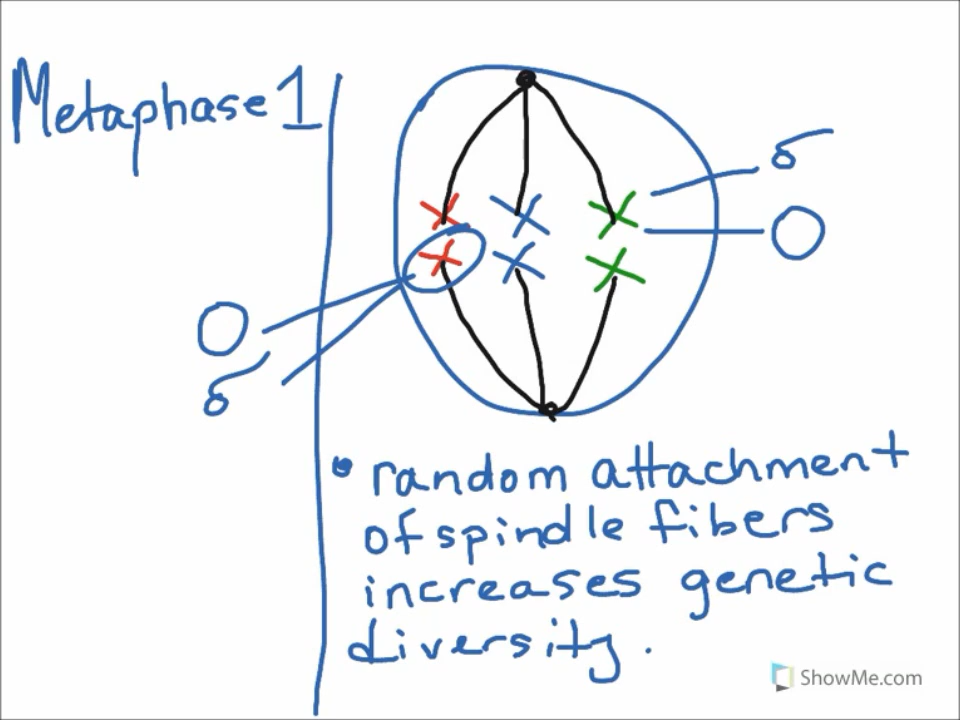 Metaphase 1
• random attachment
of spindle fibers
increases genetic
diversity.
ShowMe.com